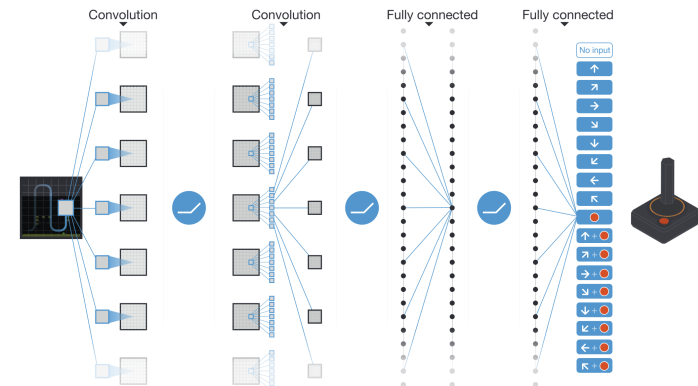 Convolution
Convolution
Fully connected
Fully connected
No input
+
+
+
+
+
+
+
+